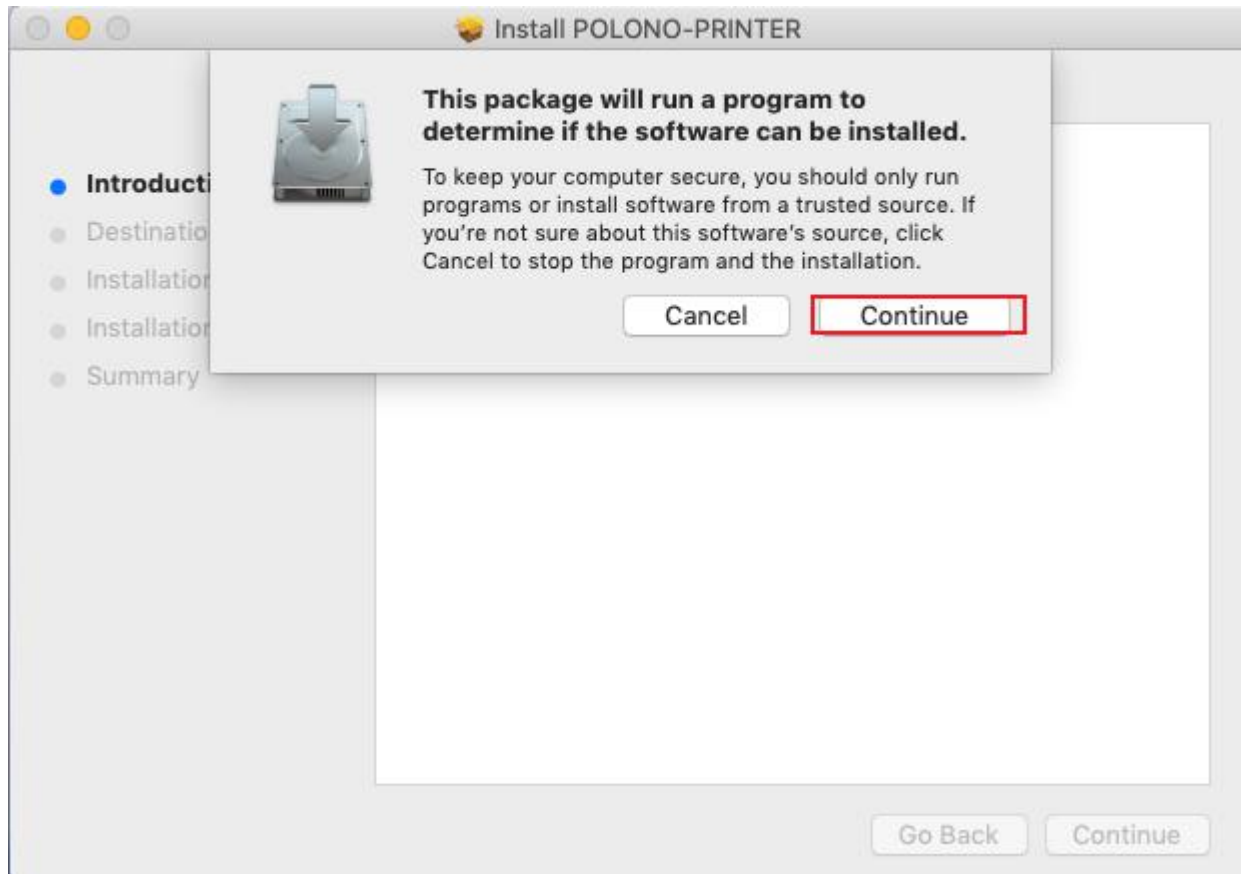 Install POLONO-PRINTER
This package will run a program to
determine if the software can be installed.
To keep your computer secure, you should only run
programs or install software from a trusted source. If
you're not sure about this software's source, click
Cancel to stop the program and the installation.
Cancel
Continue
Introducti
Destinatio
Installation
Installation
Summary
Go Back
Continue